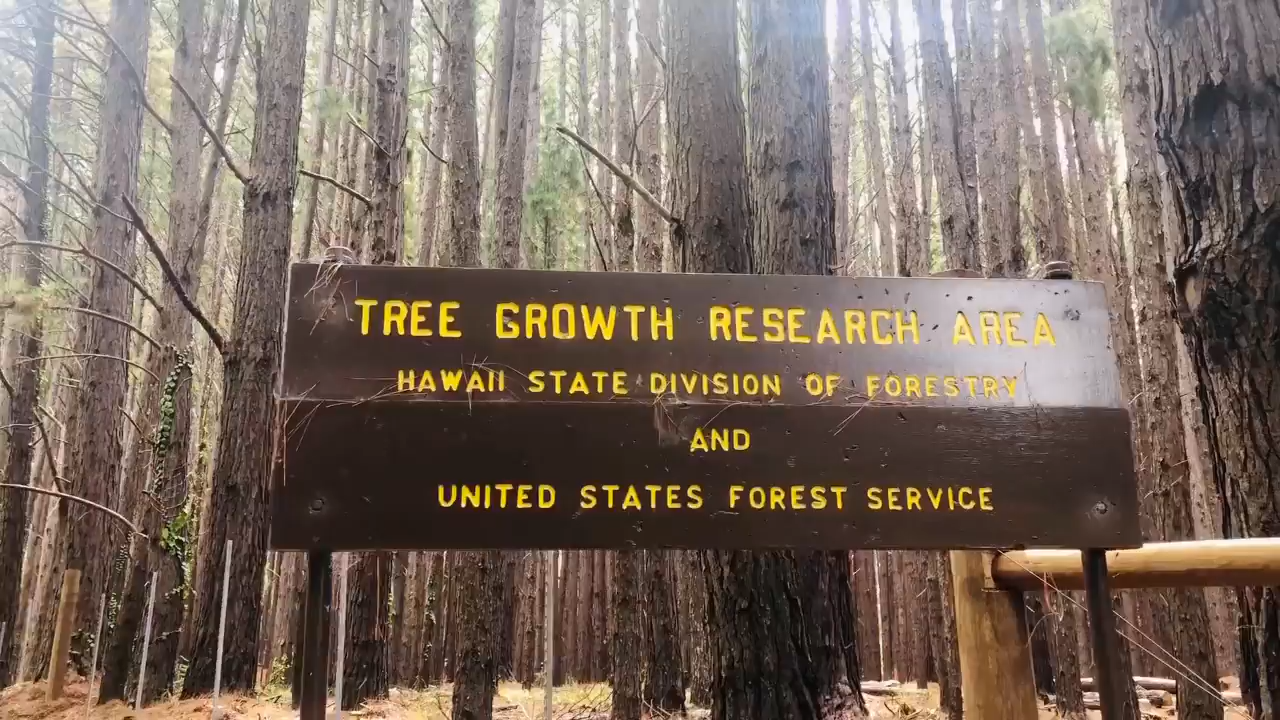 TREE GROWTH RESEARCH AREA
HAWAII STATE DIVISION OF FORESTRY
AND
UNITED STATES FOREST SERVICE